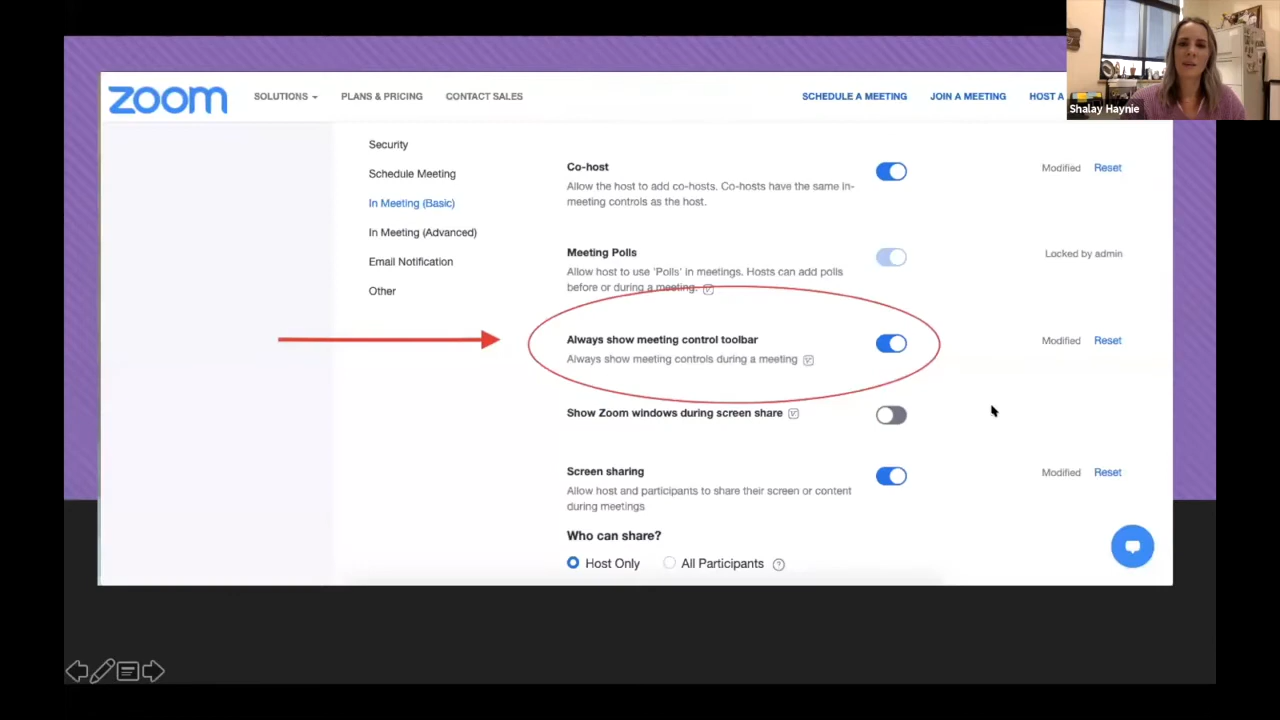 zoom
SOLUTIONS
PLANS & PRICING
CONTACT SALES
SCHEDULE A MEETING
JOIN A MEETING
HOST A
Shalay Haynie
Security
Schedule Meeting
In Meeting (Basic)
In Meeting (Advanced)
Email Notification
Other
Co-host
Modified
Reset
Allow the host to add co-hosts. Co-hosts have the same in-
meeting controls as the host.
Meeting Polls
Locked by admin
Allow host to use 'Polls' in meetings. Hosts can add polls
before or during a meeting.
Always show meeting control toolbar
Modified
Reset
Always show meeting controls during a meeting
Show Zoom windows during screen share
Screen sharing
Modified
Reset
Allow host and participants to share their screen or content
during meetings
Who can share?
Host Only
All Participants